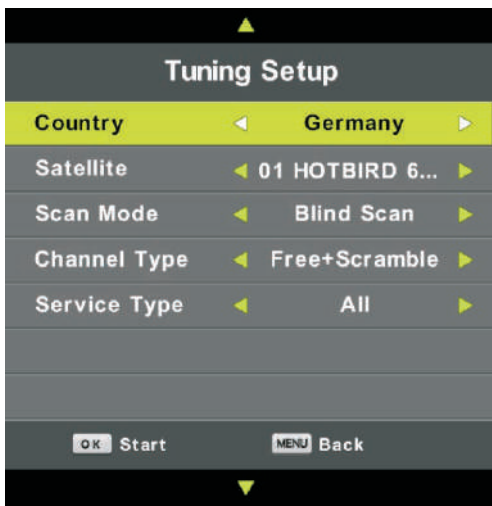 Tuning Setup
Country Germany
Satellite 01 HOTBIRD 6...
Scan Mode Blind Scan
Channel Type Free+Scramble
Service Type All
OK Start MENU Back